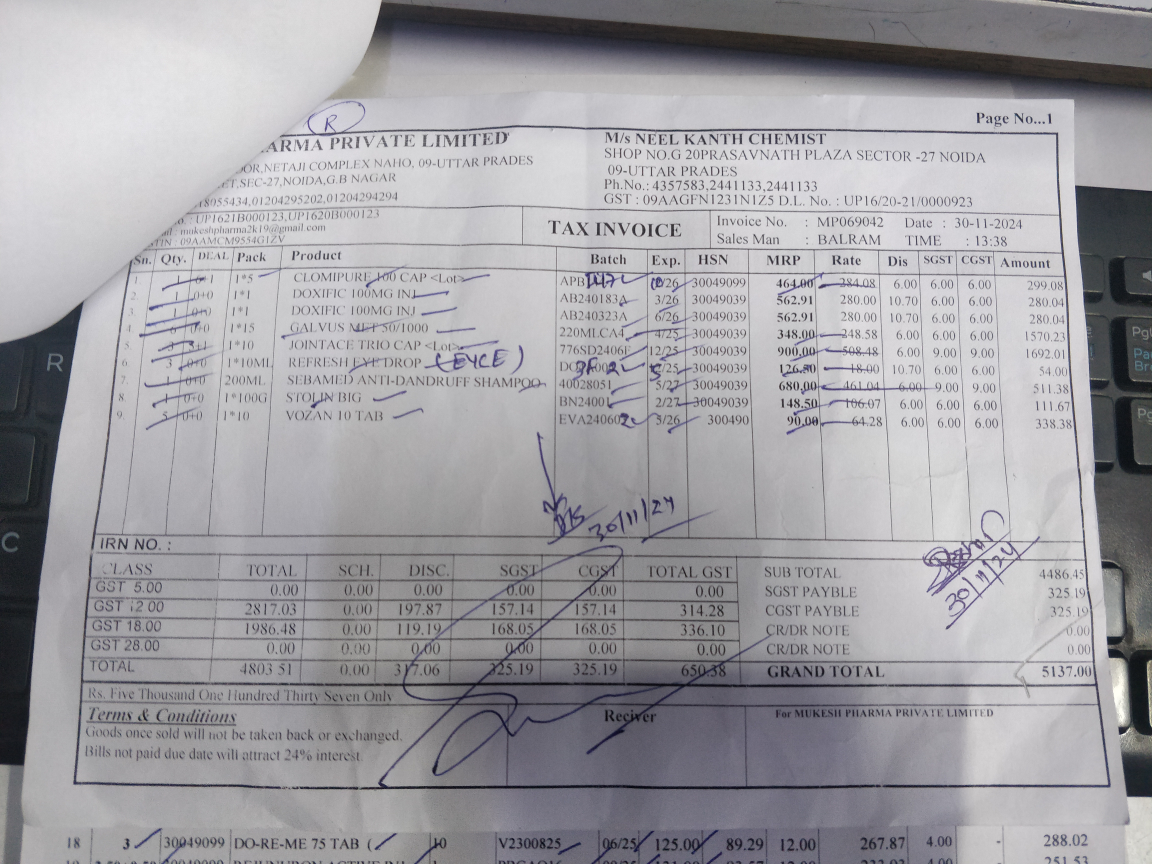 R
Page No...1
ARMA PRIVATE LIMITED
OOR,NETAJI COMPLEX NAHO, 09-UTTAR PRADES
ET,SEC-27,NOIDA,G.B NAGAR
18055434,01204295202,01204294294
No. : UP1621B000123,UP1620B000123
mukeshpharma2k19@gmail.com
09AAMCM9554G1ZV
M/s NEEL KANTH CHEMIST
SHOP NO.G 20PRASAVNATH PLAZA SECTOR -27 NOIDA
09-UTTAR PRADES
Ph.No.: 4357583,2441133,2441133
GST : 09AAGFN1231N1Z5 D.L. No. : UP16/20-21/0000923
TAX INVOICE
Invoice No. : MP069042 Date : 30-11-2024
Sales Man : BALRAM TIME : 13:38
Sn. Qty. DEAL Pack Product Batch Exp. HSN MRP Rate Dis SGST CGST Amount
1 1*5 CLOMIPURE 100 CAP <Lot> 30049099 464.00 284.08 6.00 6.00 6.00 299.08
2. 1 0+0 1*1 DOXIFIC 100MG INJ AB240183A 3/26 30049039 562.91 280.00 10.70 6.00 6.00 280.04
3. 1 0+0 1*1 DOXIFIC 100MG INJ AB240323A 6/26 30049039 562.91 280.00 10.70 6.00 6.00 280.04
4. 0+0 1*15 GALVUS MET 50/1000 220MLCA4 4/25 30049039 348.00 248.58 6.00 6.00 6.00 1570.23
5. 1*10 JOINTACE TRIO CAP <Lot> 12/25 30049039 900.00 508.48 6.00 9.00 9.00 1692.01
6. 3 0+0 1*10ML REFRESH EYE DROP (EYCE) 30049039 126.50 18.00 6.00 6.00 6.00 54.00
7. 1 0+0 200ML SEBAMED ANTI-DANDRUFF SHAMPOO 40028051 5/27 30049039 680.00 461.04 6.00 9.00 9.00 511.38
8. 1 0+0 1*100G STOLIN BIG BN24001 2/27 30049039 148.50 106.07 6.00 6.00 6.00 111.67
9. 5 0+0 1*10 VOZAN 10 TAB 5/26 300490 90.00 64.28 6.00 6.00 6.00 338.38
30/11/24
30/11/24
IRN NO. :
CLASS TOTAL SCH. DISC. SGST CGST TOTAL GST
GST 5.00 0.00 0.00 0.00 0.00 0.00 0.00
GST 12.00 2817.03 0.00 197.87 157.14 157.14 314.28
GST 18.00 1986.48 0.00 119.19 168.05 168.05 336.10
GST 28.00 0.00 0.00 0.00 0.00 0.00 0.00
TOTAL 4803.51 0.00 317.06 325.19 325.19 650.38
SUB TOTAL 4486.45
SGST PAYBLE 325.19
CGST PAYBLE 325.19
CR/DR NOTE 0.00
CR/DR NOTE 0.00
GRAND TOTAL 5137.00
Rs. Five Thousand One Hundred Thirty Seven Only
Terms & Conditions
Goods once sold will not be taken back or exchanged.
Bills not paid due date will attract 24% interest.
Reciver
For MUKESH PHARMA PRIVATE LIMITED
18 3 30049099 DO-RE-ME 75 TAB ( 10 V2300825 06/25 125.00 89.29 12.00 267.87 4.00 - 288.02